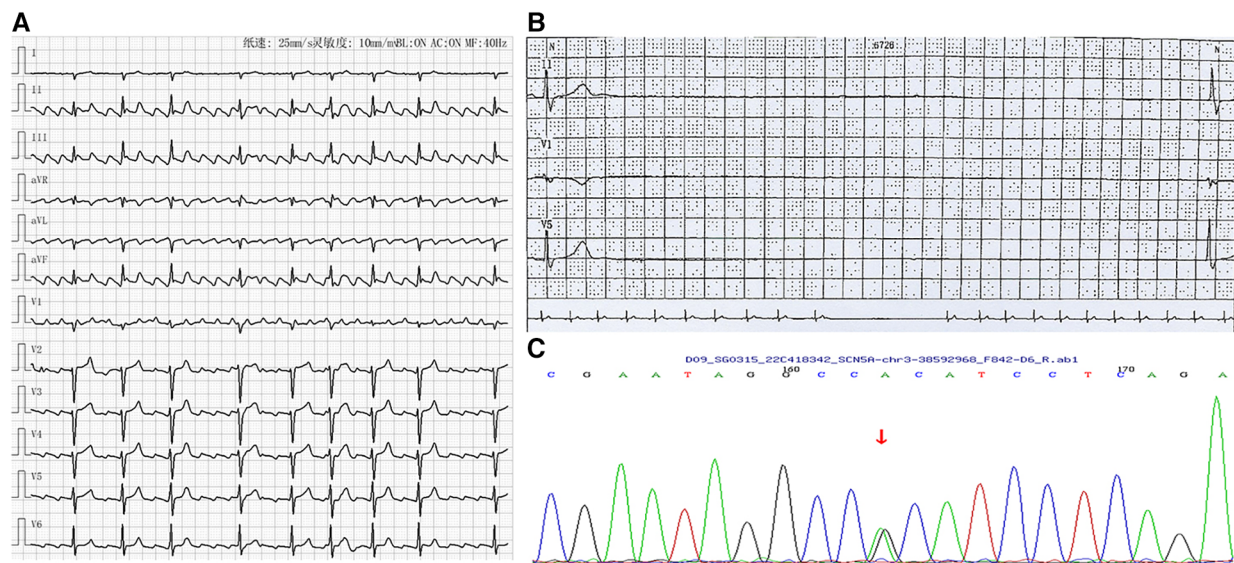 A
纸速: 25mm/s灵敏度: 10mm/mVBL:ON AC:ON MF:40Hz
I
II
III
aVR
aVL
aVF
V1
V2
V3
V4
V5
V6
B
N 6728 N
II
V1
V5
C
D09_SG0315_22C418342_SCN5A-chr3-38592968_F842-D6_R.ab1
160 170
C G A A T A G G C C A C A T C C T C A G A